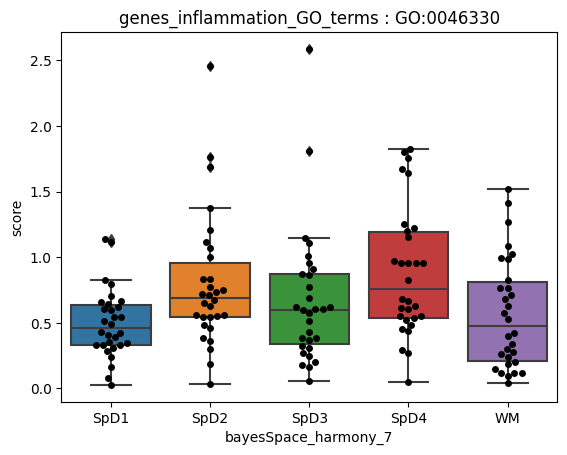 genes_inflammation_GO_terms : GO:0046330
2.5
2.0
1.5
1.0
0.5
0.0
score
SpD1 SpD2 SpD3 SpD4 WM
bayesSpace_harmony_7